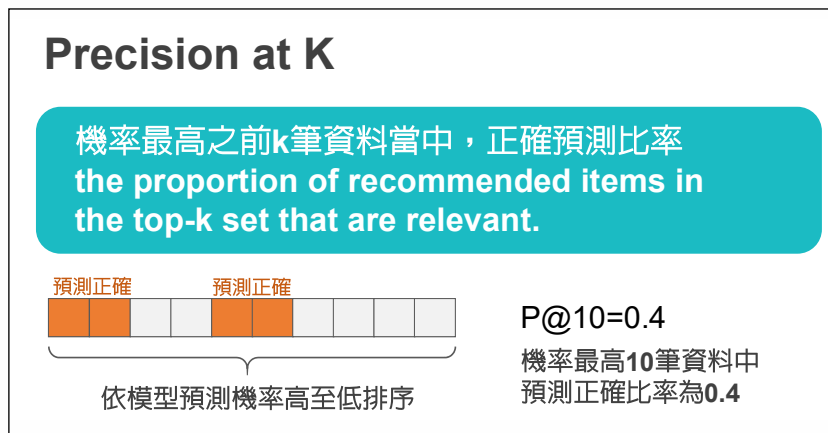 Precision at K
機率最高之前k筆資料當中，正確預測比率
the proportion of recommended items in
the top-k set that are relevant.
預測正確
預測正確
依模型預測機率高至低排序
P@10=0.4
機率最高10筆資料中
預測正確比率為0.4